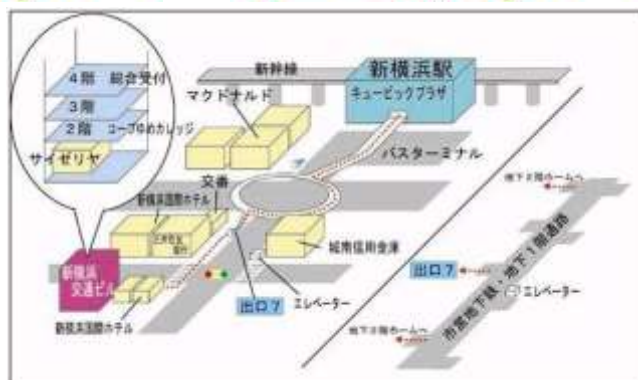 4階 総合受付
3階
2階 コープゆめカレッジ
サイゼリヤ
新幹線
新横浜駅
キュービックプラザ
マクドナルド
バスターミナル
交番
新横浜国際ホテル
城南信用金庫
新横浜
交通ビル
新横浜国際ホテル
出口7
エレベーター
地下2階ホームへ
出口7
エレベーター
市営地下鉄・地下1階通路
地下2階ホームへ